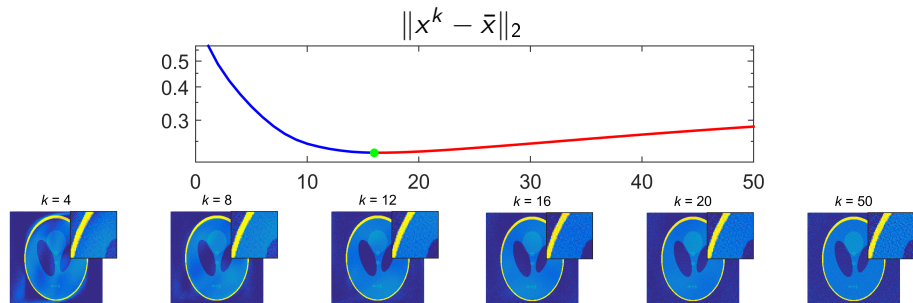 ‖x^k − x̄‖₂
0.5
0.4
0.3
0 10 20 30 40 50
k = 4 k = 8 k = 12 k = 16 k = 20 k = 50